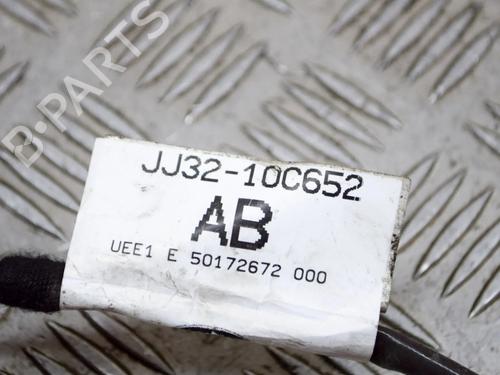 B-PARTS
JJ32-10C652
AB
UEE1 E 50172672 000